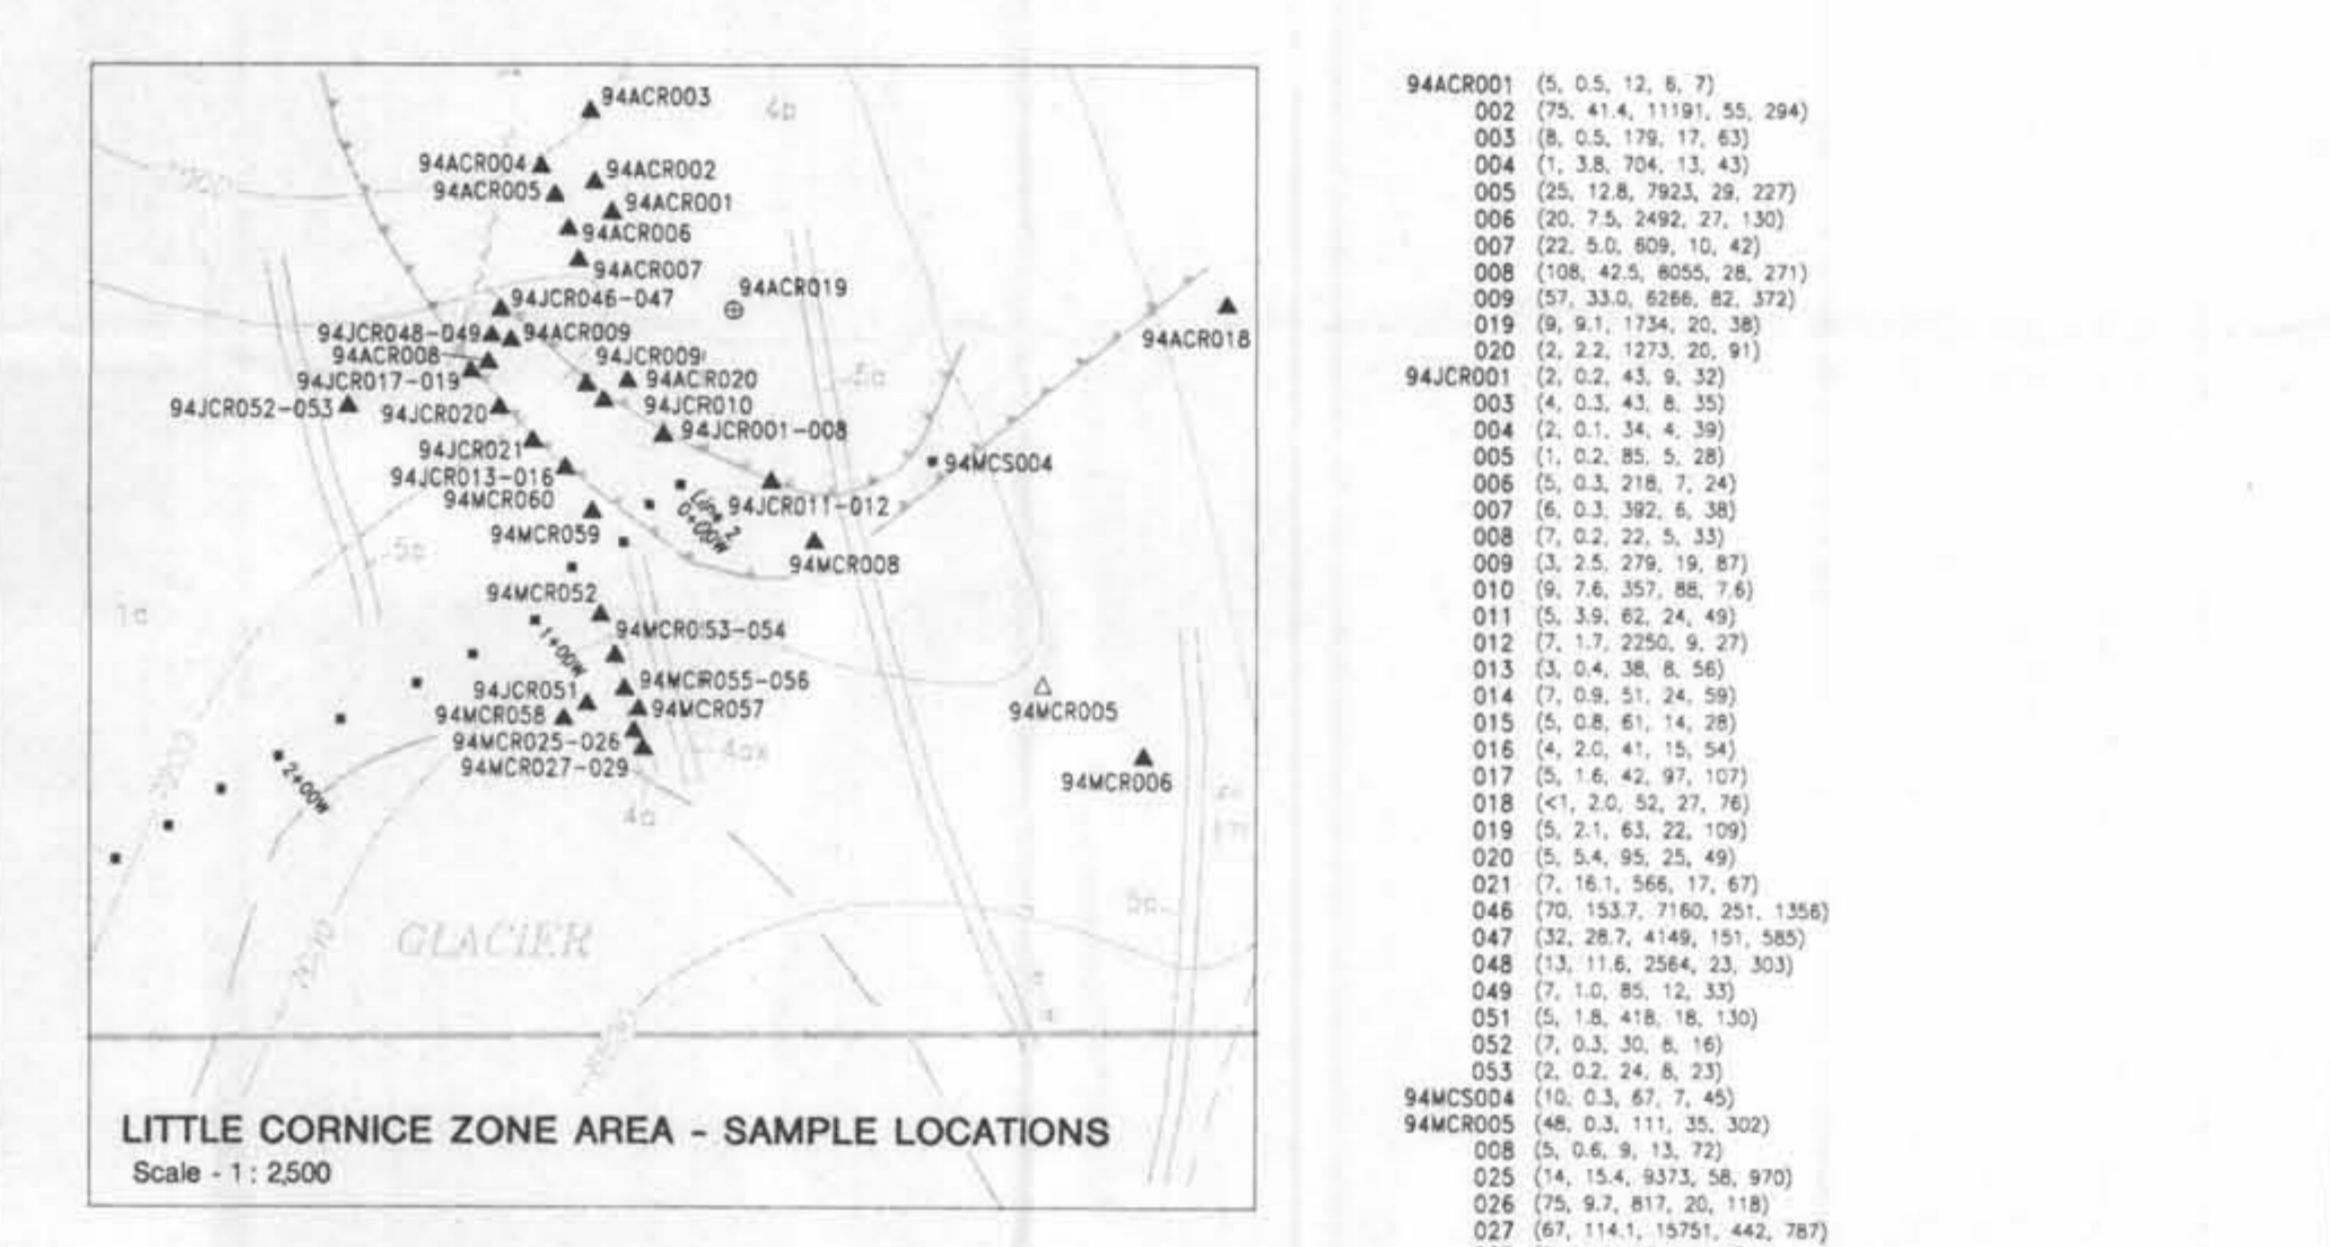 94ACR003
4b
94ACR004
94ACR002
94ACR005
94ACR001
94ACR006
94ACR007
94ACR019
94JCR046-047
94JCR048-049
94ACR009
94ACR018
94ACR008
94JCR009
94JCR017-019
94ACR020
94JCR052-053
94JCR020
94JCR010
94JCR001-008
94JCR021
94MCS004
94JCR013-016
94MCR060
94JCR011-012
Line 2
0+00W
94MCR059
94MCR008
94MCR052
94MCR053-054
1+00W
94JCR051
94MCR055-056
94MCR058
94MCR057
94MCR005
94MCR025-026
94MCR027-029
2+00W
94MCR006
GLACIER
LITTLE CORNICE ZONE AREA - SAMPLE LOCATIONS
Scale - 1 : 2,500
94ACR001 (5, 0.5, 12, 6, 7)
002 (75, 41.4, 11191, 55, 294)
003 (8, 0.5, 179, 17, 63)
004 (1, 3.8, 704, 13, 43)
005 (25, 12.8, 7923, 29, 227)
006 (20, 7.5, 2492, 27, 130)
007 (22, 5.0, 609, 10, 42)
008 (108, 42.5, 8055, 28, 271)
009 (57, 33.0, 6266, 82, 372)
019 (9, 9.1, 1734, 20, 38)
020 (2, 2.2, 1273, 20, 91)
94JCR001 (2, 0.2, 43, 9, 32)
003 (4, 0.3, 43, 8, 35)
004 (2, 0.1, 34, 4, 39)
005 (1, 0.2, 85, 5, 28)
006 (5, 0.3, 218, 7, 24)
007 (6, 0.3, 392, 6, 38)
008 (7, 0.2, 22, 5, 33)
009 (3, 2.5, 279, 19, 87)
010 (9, 7.6, 357, 88, 7.6)
011 (5, 3.9, 62, 24, 49)
012 (7, 1.7, 2250, 9, 27)
013 (3, 0.4, 38, 8, 56)
014 (7, 0.9, 51, 24, 59)
015 (5, 0.8, 61, 14, 28)
016 (4, 2.0, 41, 15, 54)
017 (5, 1.6, 42, 97, 107)
018 (<1, 2.0, 52, 27, 76)
019 (5, 2.1, 63, 22, 109)
020 (5, 5.4, 95, 25, 49)
021 (7, 16.1, 566, 17, 67)
046 (70, 153.7, 7160, 251, 1356)
047 (32, 28.7, 4149, 151, 585)
048 (13, 11.6, 2564, 23, 303)
049 (7, 1.0, 85, 12, 33)
051 (5, 1.8, 418, 18, 130)
052 (7, 0.3, 30, 8, 16)
053 (2, 0.2, 24, 8, 23)
94MCS004 (10, 0.3, 67, 7, 45)
94MCR005 (48, 0.3, 111, 35, 302)
008 (5, 0.6, 9, 13, 72)
025 (14, 15.4, 9373, 58, 970)
026 (75, 9.7, 817, 20, 118)
027 (67, 114.1, 15751, 442, 787)